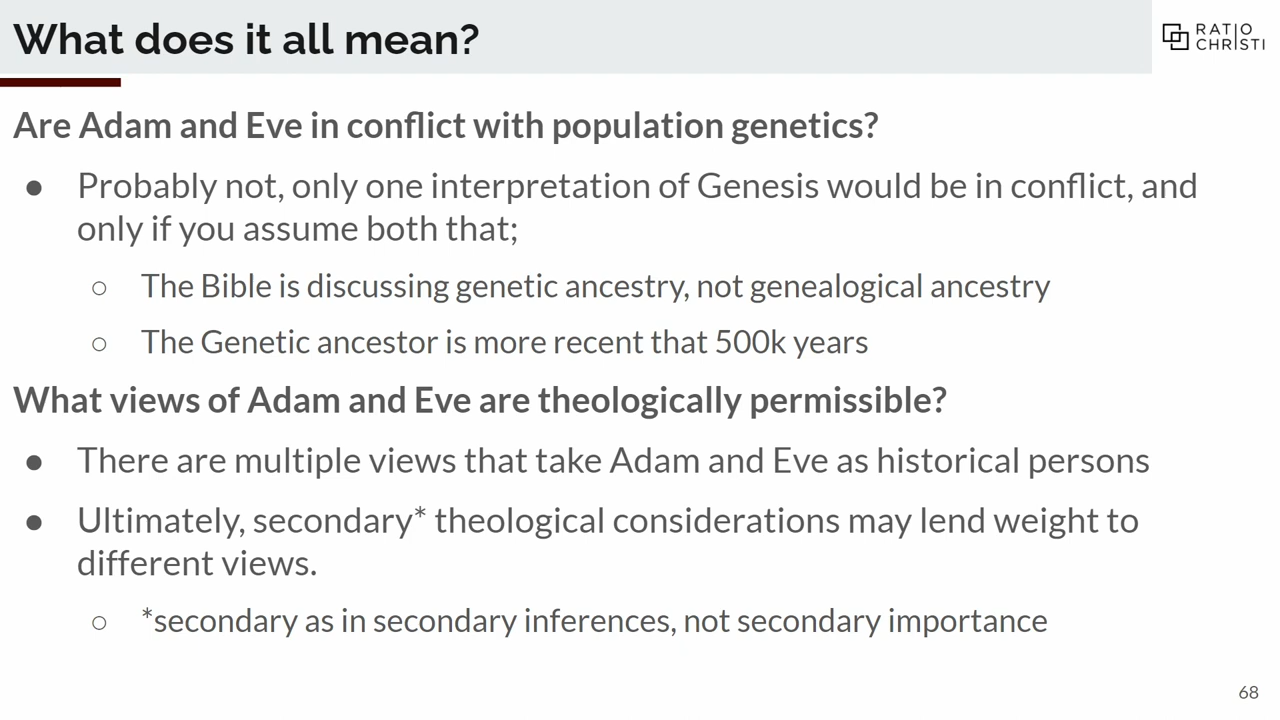 What does it all mean?
RATIO
CHRISTI
Are Adam and Eve in conflict with population genetics?
● Probably not, only one interpretation of Genesis would be in conflict, and
only if you assume both that;
○ The Bible is discussing genetic ancestry, not genealogical ancestry
○ The Genetic ancestor is more recent that 500k years
What views of Adam and Eve are theologically permissible?
● There are multiple views that take Adam and Eve as historical persons
● Ultimately, secondary* theological considerations may lend weight to
different views.
○ *secondary as in secondary inferences, not secondary importance
68